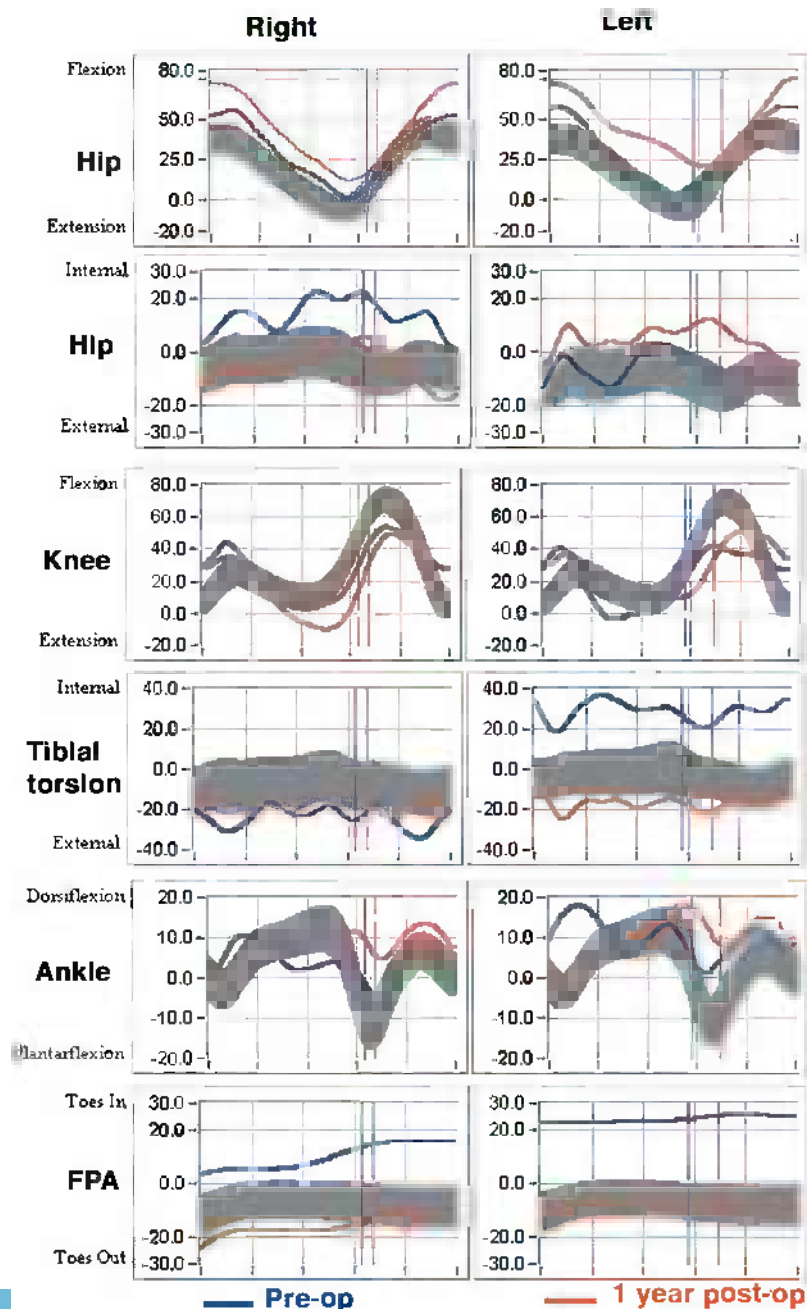 Right Left
Flexion 80.0 80.0
50.0 50.0
Hip 25.0 25.0
0.0 0.0
Extension -20.0 -20.0
Internal 30.0 30.0
20.0 20.0
Hip 0.0 0.0
-20.0 -20.0
External -30.0 -30.0
Flexion 80.0 80.0
60.0 60.0
Knee 40.0 40.0
20.0 20.0
0.0 0.0
Extension -20.0 -20.0
Internal 40.0 40.0
20.0 20.0
Tibial 0.0 0.0
torsion -20.0 -20.0
External -40.0 -40.0
Dorsiflexion 20.0 20.0
10.0 10.0
Ankle 0.0 0.0
-10.0 -10.0
Plantarflexion -20.0 -20.0
Toes In 30.0 30.0
20.0 20.0
FPA 0.0 0.0
-20.0 -20.0
Toes Out -30.0 -30.0
Pre-op 1 year post-op